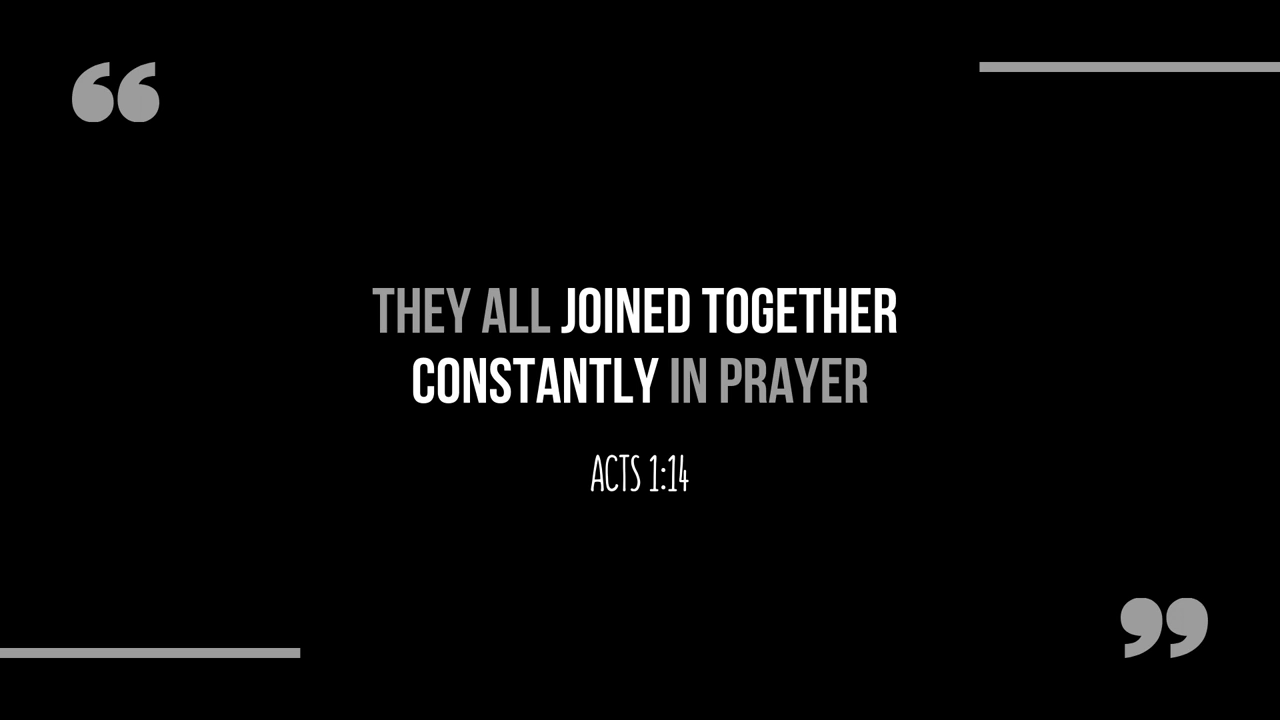 “
THEY ALL JOINED TOGETHER
CONSTANTLY IN PRAYER
ACTS 1:14
”